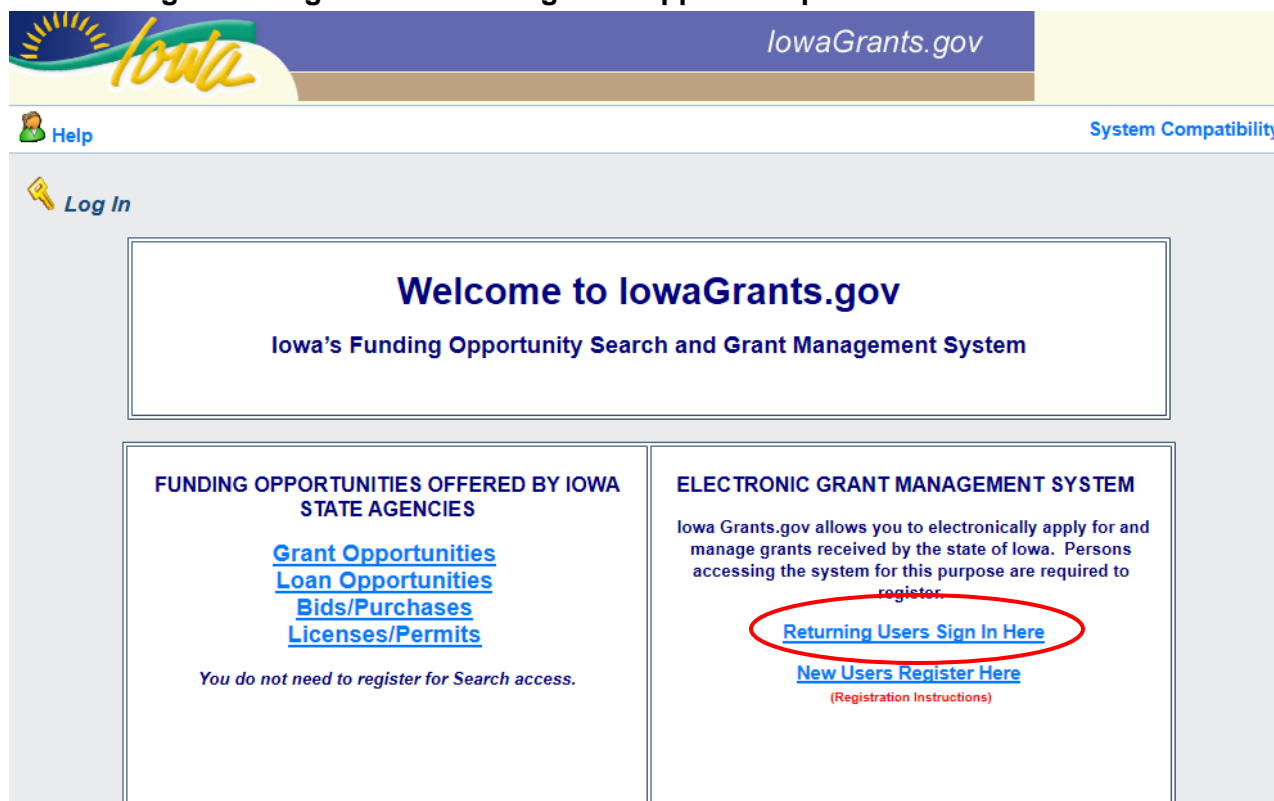 Iowa
IowaGrants.gov
Help
System Compatibility
Log In
Welcome to IowaGrants.gov
Iowa's Funding Opportunity Search and Grant Management System
FUNDING OPPORTUNITIES OFFERED BY IOWA
STATE AGENCIES
Grant Opportunities
Loan Opportunities
Bids/Purchases
Licenses/Permits
You do not need to register for Search access.
ELECTRONIC GRANT MANAGEMENT SYSTEM
Iowa Grants.gov allows you to electronically apply for and
manage grants received by the state of Iowa. Persons
accessing the system for this purpose are required to
register.
Returning Users Sign In Here
New Users Register Here
(Registration Instructions)